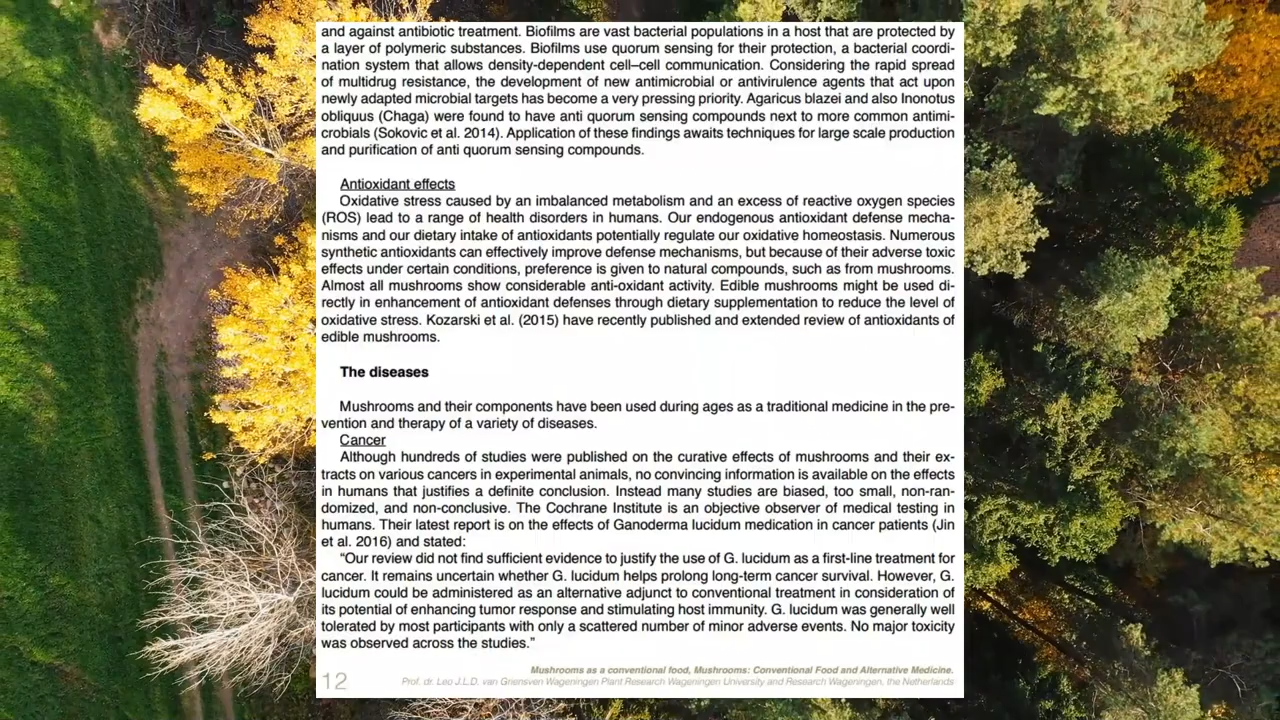 and against antibiotic treatment. Biofilms are vast bacterial populations in a host that are protected by
a layer of polymeric substances. Biofilms use quorum sensing for their protection, a bacterial coordi-
nation system that allows density-dependent cell–cell communication. Considering the rapid spread
of multidrug resistance, the development of new antimicrobial or antivirulence agents that act upon
newly adapted microbial targets has become a very pressing priority. Agaricus blazei and also Inonotus
obliquus (Chaga) were found to have anti quorum sensing compounds next to more common antimi-
crobials (Sokovic et al. 2014). Application of these findings awaits techniques for large scale production
and purification of anti quorum sensing compounds.
Antioxidant effects
Oxidative stress caused by an imbalanced metabolism and an excess of reactive oxygen species
(ROS) lead to a range of health disorders in humans. Our endogenous antioxidant defense mecha-
nisms and our dietary intake of antioxidants potentially regulate our oxidative homeostasis. Numerous
synthetic antioxidants can effectively improve defense mechanisms, but because of their adverse toxic
effects under certain conditions, preference is given to natural compounds, such as from mushrooms.
Almost all mushrooms show considerable anti-oxidant activity. Edible mushrooms might be used di-
rectly in enhancement of antioxidant defenses through dietary supplementation to reduce the level of
oxidative stress. Kozarski et al. (2015) have recently published and extended review of antioxidants of
edible mushrooms.
The diseases
Mushrooms and their components have been used during ages as a traditional medicine in the pre-
vention and therapy of a variety of diseases.
Cancer
Although hundreds of studies were published on the curative effects of mushrooms and their ex-
tracts on various cancers in experimental animals, no convincing information is available on the effects
in humans that justifies a definite conclusion. Instead many studies are biased, too small, non-ran-
domized, and non-conclusive. The Cochrane Institute is an objective observer of medical testing in
humans. Their latest report is on the effects of Ganoderma lucidum medication in cancer patients (Jin
et al. 2016) and stated:
“Our review did not find sufficient evidence to justify the use of G. lucidum as a first-line treatment for
cancer. It remains uncertain whether G. lucidum helps prolong long-term cancer survival. However, G.
lucidum could be administered as an alternative adjunct to conventional treatment in consideration of
its potential of enhancing tumor response and stimulating host immunity. G. lucidum was generally well
tolerated by most participants with only a scattered number of minor adverse events. No major toxicity
was observed across the studies.”
Mushrooms as a conventional food, Mushrooms: Conventional Food and Alternative Medicine.
12
Prof. dr. Leo J.L.D. van Griensven Wageningen Plant Research Wageningen University and Research Wageningen, the Netherlands